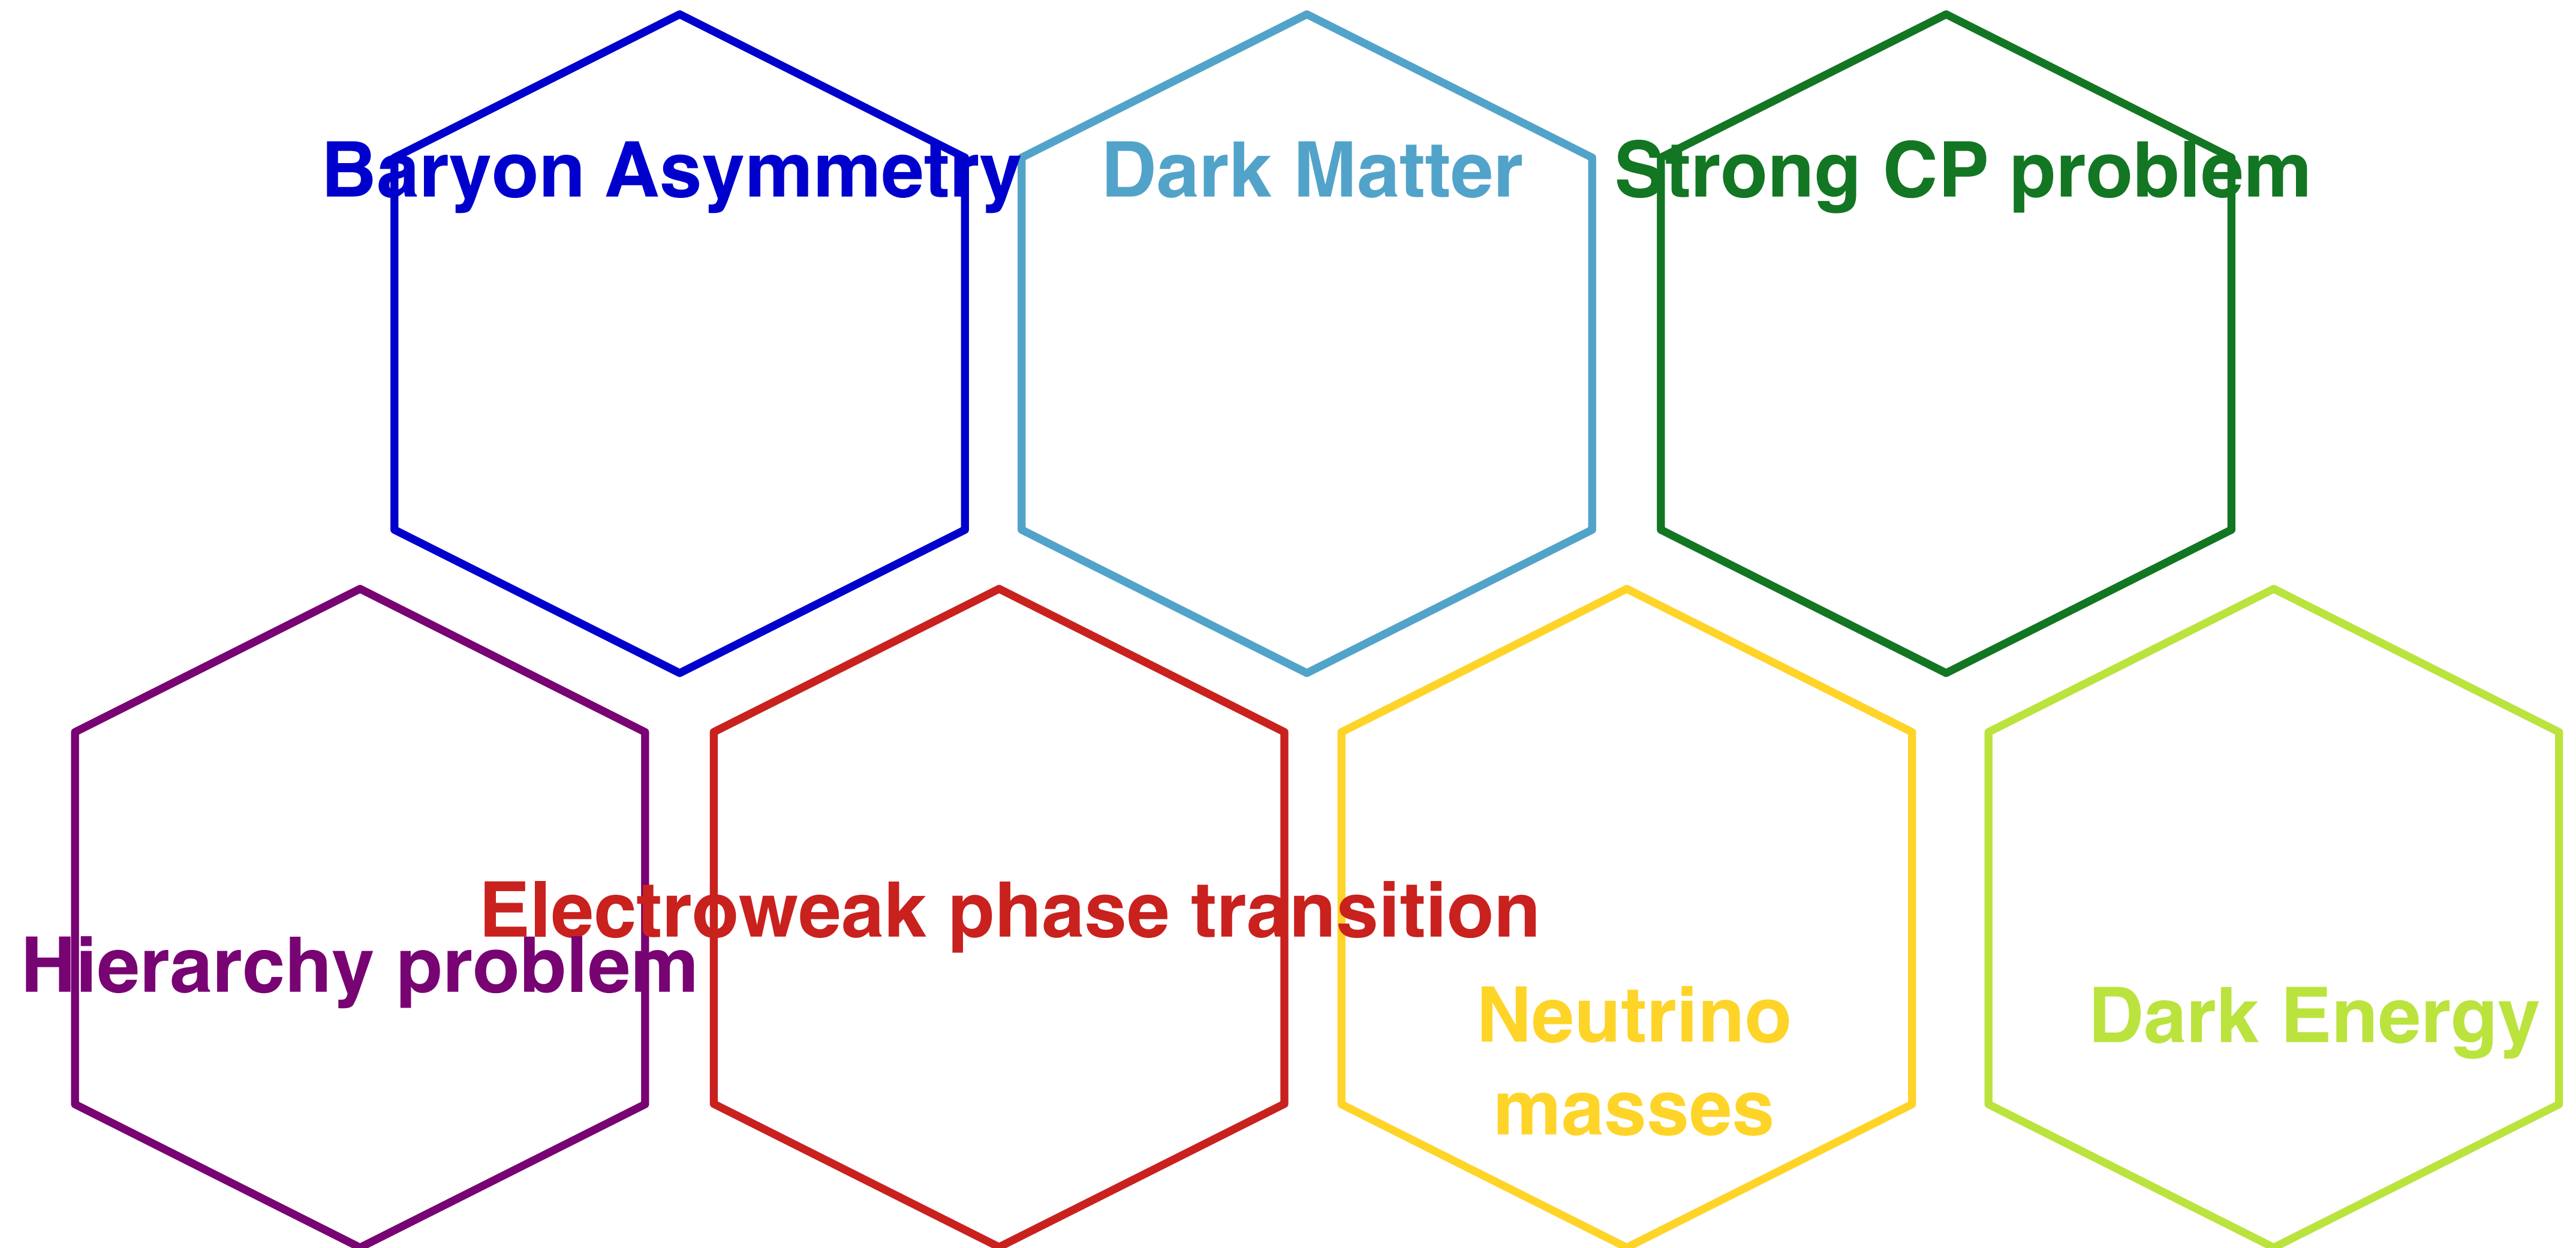 Baryon Asymmetry
Dark Matter
Strong CP problem
Electroweak phase transition
Hierarchy problem
Neutrino
masses
Dark Energy